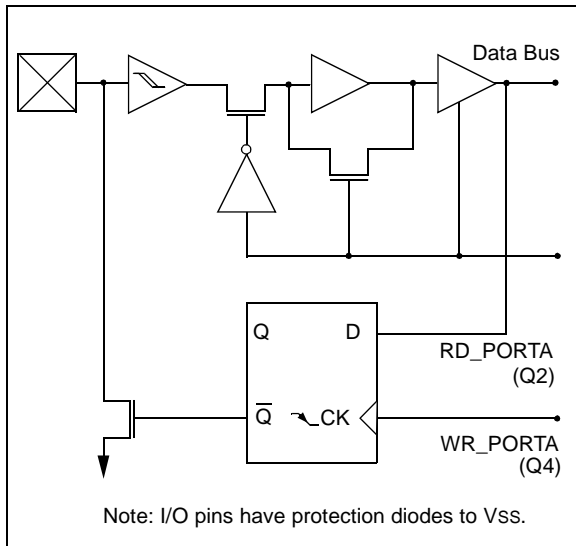 Data Bus
Q D
RD_PORTA
(Q2)
Q̅ CK
WR_PORTA
(Q4)
Note: I/O pins have protection diodes to VSS.